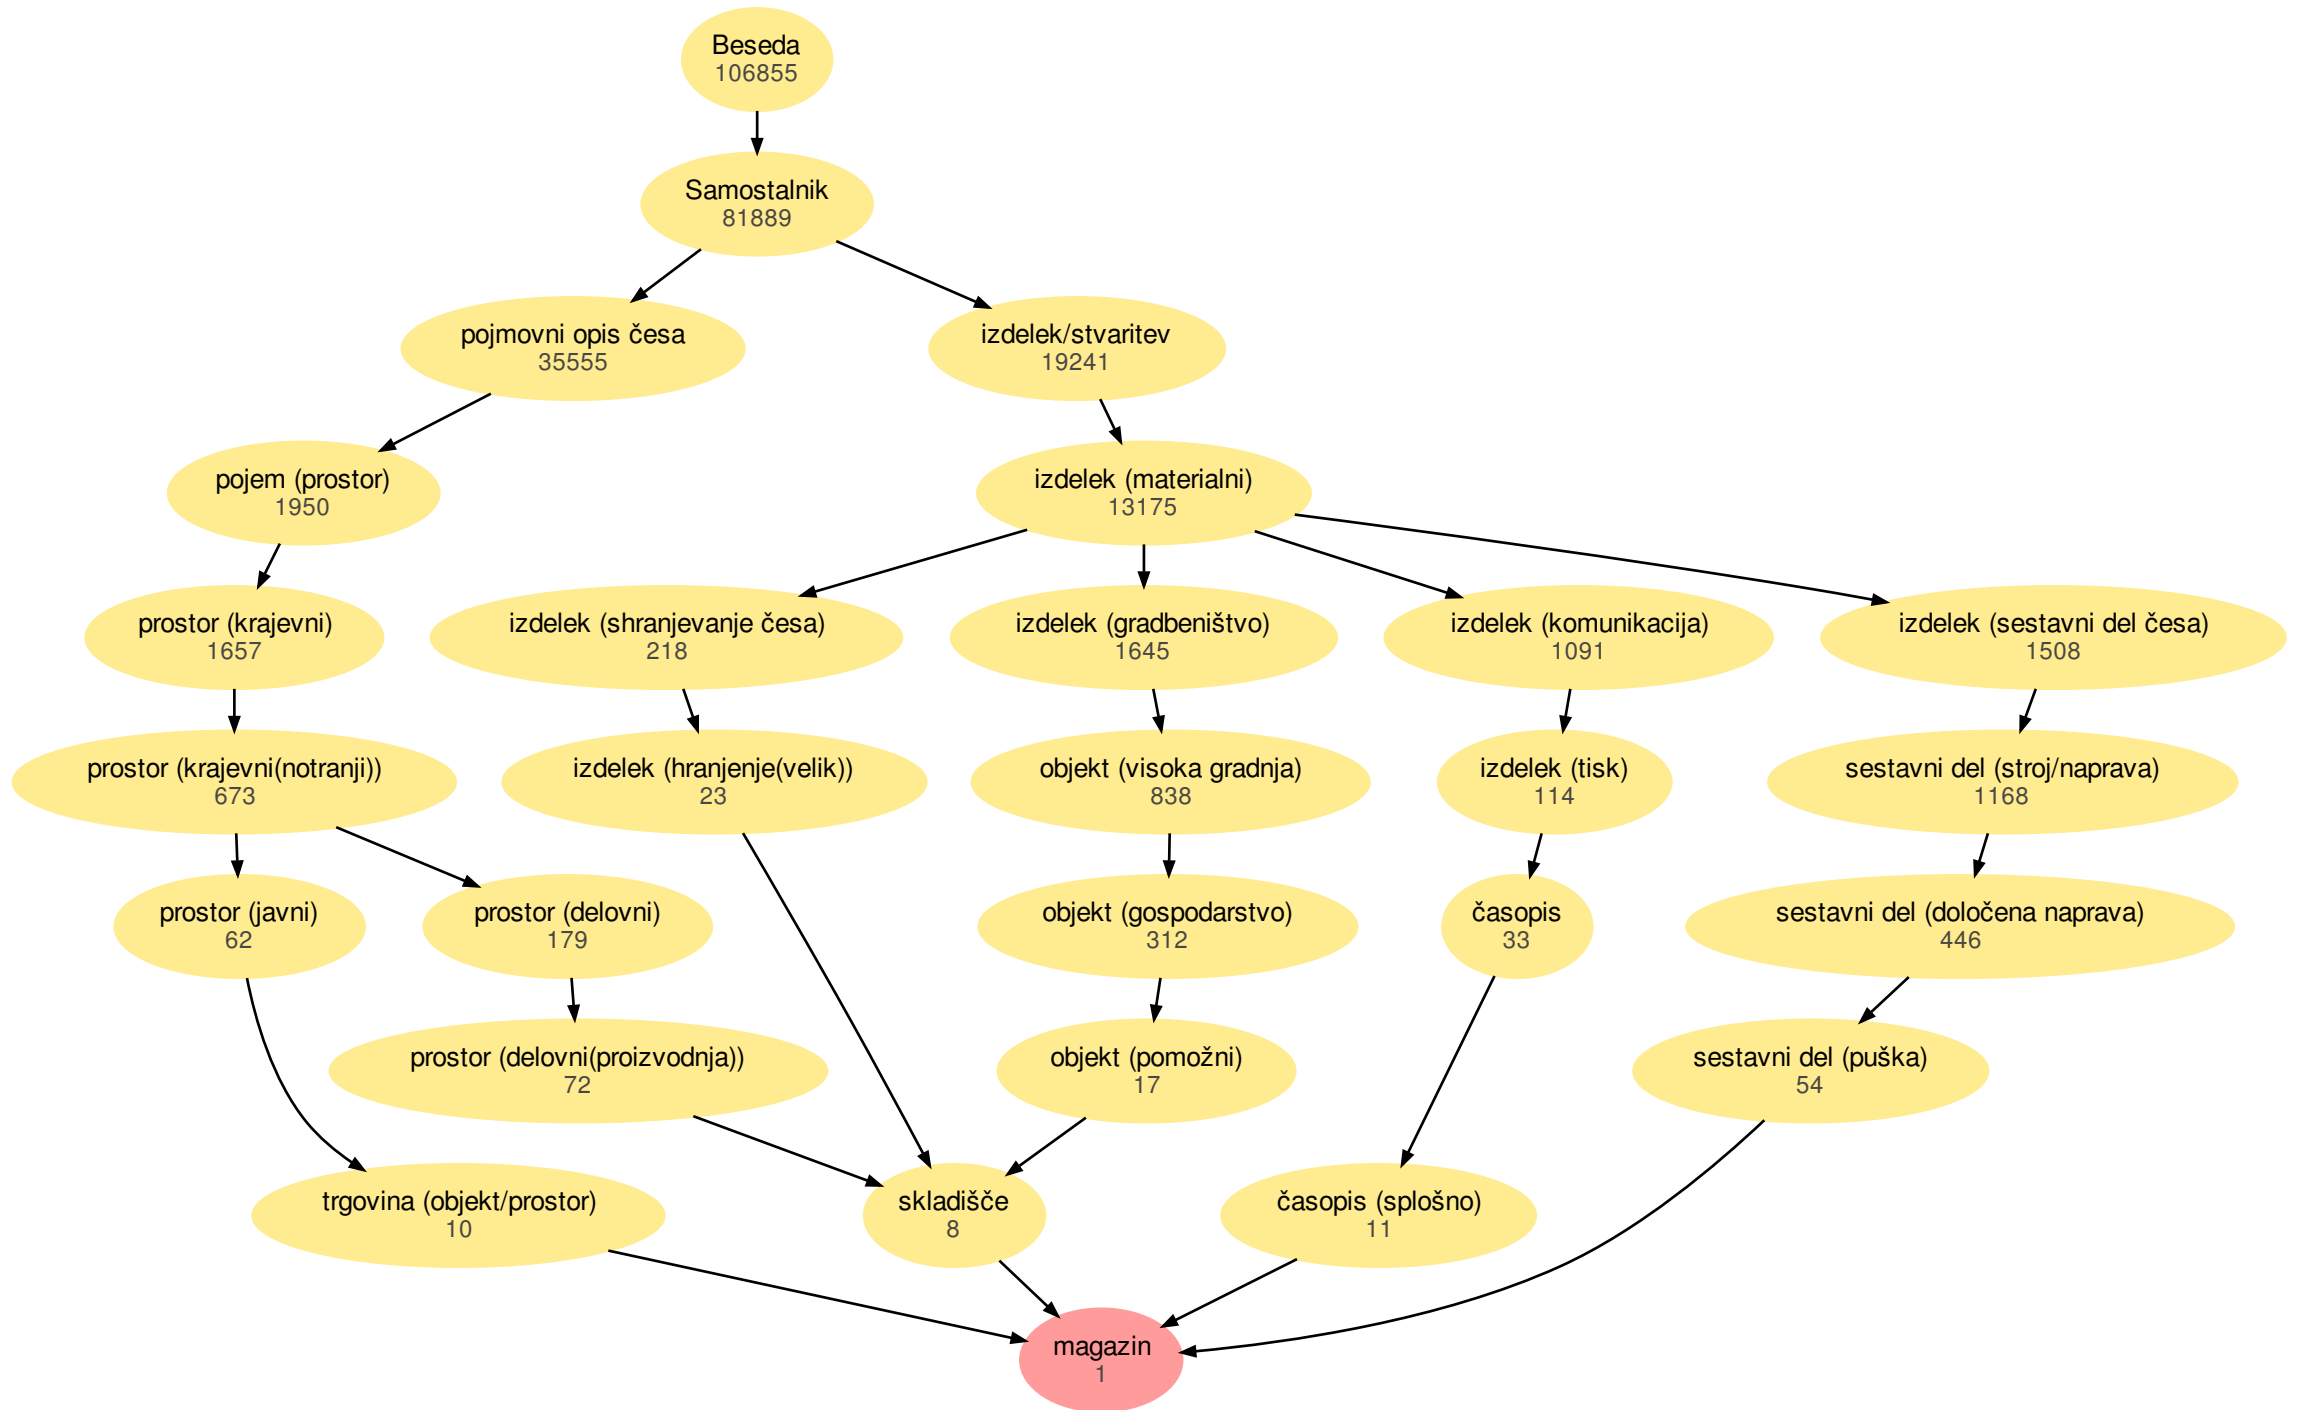 Beseda
106855
Samostalnik
81889
pojmovni opis česa
35555
izdelek/stvaritev
19241
pojem (prostor)
1950
izdelek (materialni)
13175
prostor (krajevni)
1657
izdelek (shranjevanje česa)
218
izdelek (gradbeništvo)
1645
izdelek (komunikacija)
1091
izdelek (sestavni del česa)
1508
prostor (krajevni(notranji))
673
izdelek (hranjenje(velik))
23
objekt (visoka gradnja)
838
izdelek (tisk)
114
sestavni del (stroj/naprava)
1168
prostor (javni)
62
prostor (delovni)
179
objekt (gospodarstvo)
312
časopis
33
sestavni del (določena naprava)
446
prostor (delovni(proizvodnja))
72
objekt (pomožni)
17
sestavni del (puška)
54
trgovina (objekt/prostor)
10
skladišče
8
časopis (splošno)
11
magazin
1